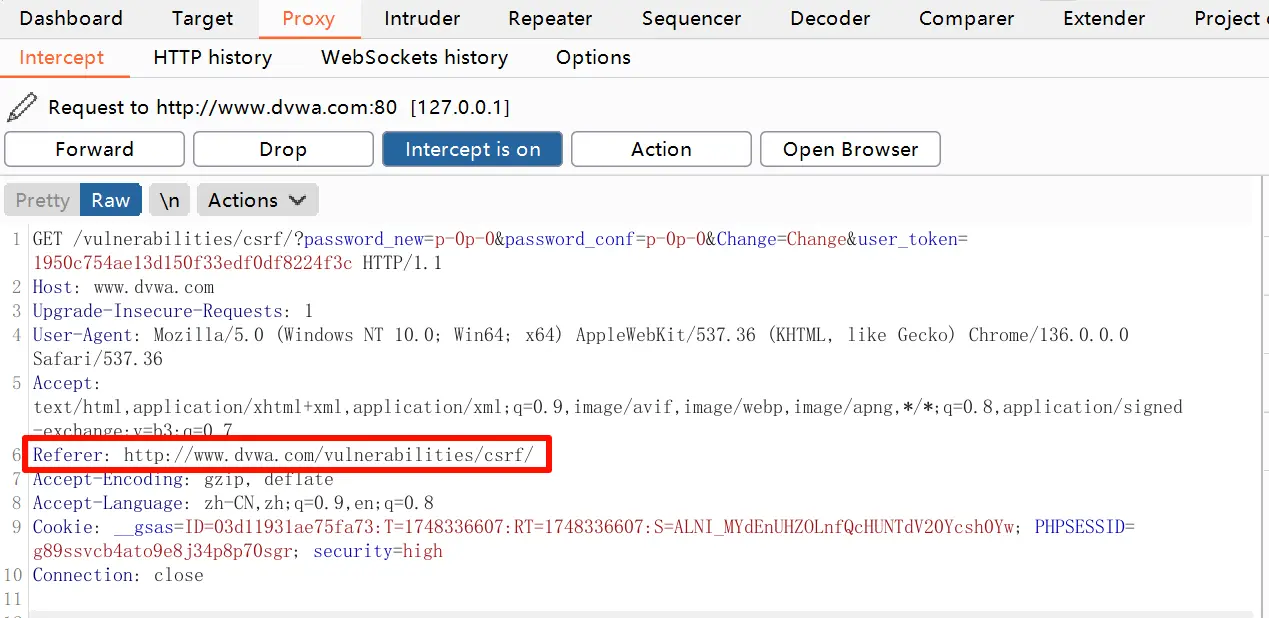 Dashboard Target Proxy Intruder Repeater Sequencer Decoder Comparer Extender Project
Intercept HTTP history WebSockets history Options
Request to http://www.dvwa.com:80 [127.0.0.1]
Forward Drop Intercept is on Action Open Browser
Pretty Raw \n Actions
1 GET /vulnerabilities/csrf/?password_new=p-0p-0&password_conf=p-0p-0&Change=Change&user_token=
1950c754ae13d150f33edf0df8224f3c HTTP/1.1
2 Host: www.dvwa.com
3 Upgrade-Insecure-Requests: 1
4 User-Agent: Mozilla/5.0 (Windows NT 10.0; Win64; x64) AppleWebKit/537.36 (KHTML, like Gecko) Chrome/136.0.0.0
Safari/537.36
5 Accept:
text/html,application/xhtml+xml,application/xml;q=0.9,image/avif,image/webp,image/apng,*/*;q=0.8,application/signed
-exchange;v=b3;q=0.7
6 Referer: http://www.dvwa.com/vulnerabilities/csrf/
7 Accept-Encoding: gzip, deflate
8 Accept-Language: zh-CN,zh;q=0.9,en;q=0.8
9 Cookie: __gsas=ID=03d11931ae75fa73:T=1748336607:RT=1748336607:S=ALNI_MYdEnUHZOLnfQcHUNTdV20Ycsh0Yw; PHPSESSID=
g89ssvcb4ato9e8j34p8p70sgr; security=high
10 Connection: close
11